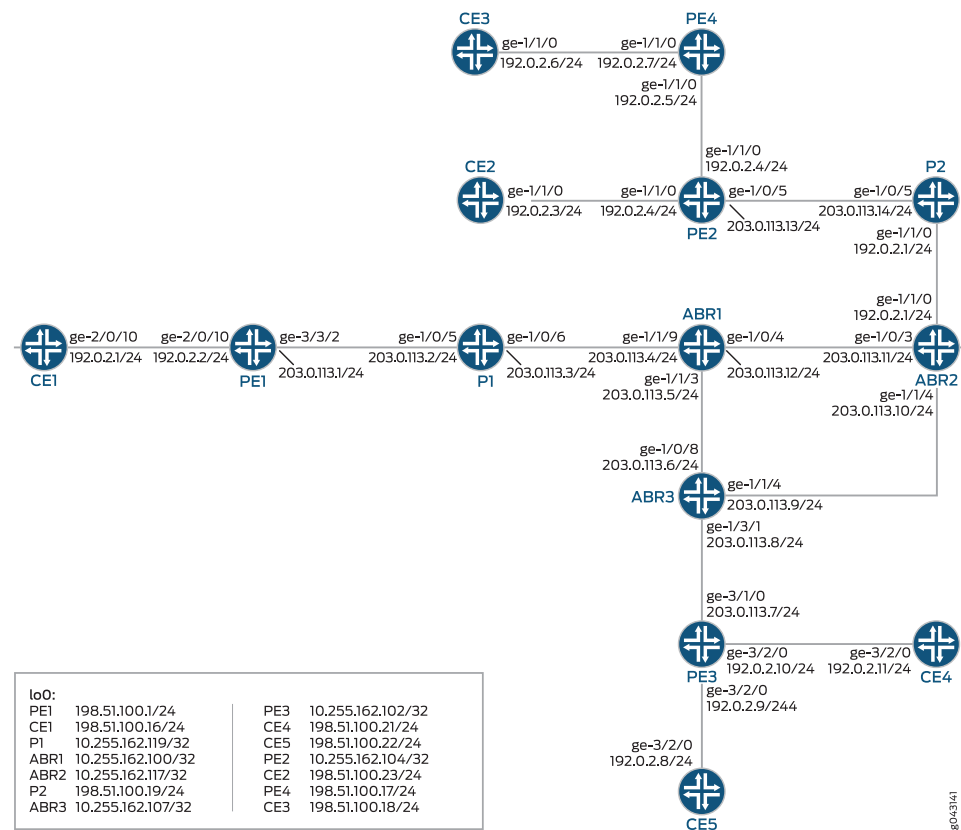 CE3
PE4
ge-1/1/0
ge-1/1/0
192.0.2.6/24
192.0.2.7/24
ge-1/1/0
192.0.2.5/24
ge-1/1/0
192.0.2.4/24
CE2
P2
ge-1/1/0
ge-1/1/0
ge-1/0/5
ge-1/0/5
192.0.2.3/24
192.0.2.4/24
203.0.113.13/24
203.0.113.14/24
PE2
ge-1/1/0
192.0.2.1/24
ge-1/1/0
192.0.2.1/24
ABR1
ge-2/0/10
ge-2/0/10
ge-3/3/2
ge-1/0/5
ge-1/0/6
ge-1/1/9
ge-1/0/4
ge-1/0/3
192.0.2.1/24
192.0.2.2/24
203.0.113.1/24
203.0.113.2/24
203.0.113.3/24
203.0.113.4/24
203.0.113.12/24
203.0.113.11/24
CE1
PE1
P1
ABR2
ge-1/1/3
203.0.113.5/24
ge-1/1/4
203.0.113.10/24
ge-1/0/8
203.0.113.6/24
ABR3
ge-1/1/4
203.0.113.9/24
ge-1/3/1
203.0.113.8/24
ge-3/1/0
203.0.113.7/24
ge-3/2/0
ge-3/2/0
192.0.2.10/24
192.0.2.11/24
PE3
CE4
ge-3/2/0
192.0.2.9/244
ge-3/2/0
192.0.2.8/24
CE5
lo0:
PE1 198.51.100.1/24
CE1 198.51.100.16/24
P1 10.255.162.119/32
ABR1 10.255.162.100/32
ABR2 10.255.162.117/32
P2 198.51.100.19/24
ABR3 10.255.162.107/32
PE3 10.255.162.102/32
CE4 198.51.100.21/24
CE5 198.51.100.22/24
PE2 10.255.162.104/32
CE2 198.51.100.23/24
PE4 198.51.100.17/24
CE3 198.51.100.18/24
g043141